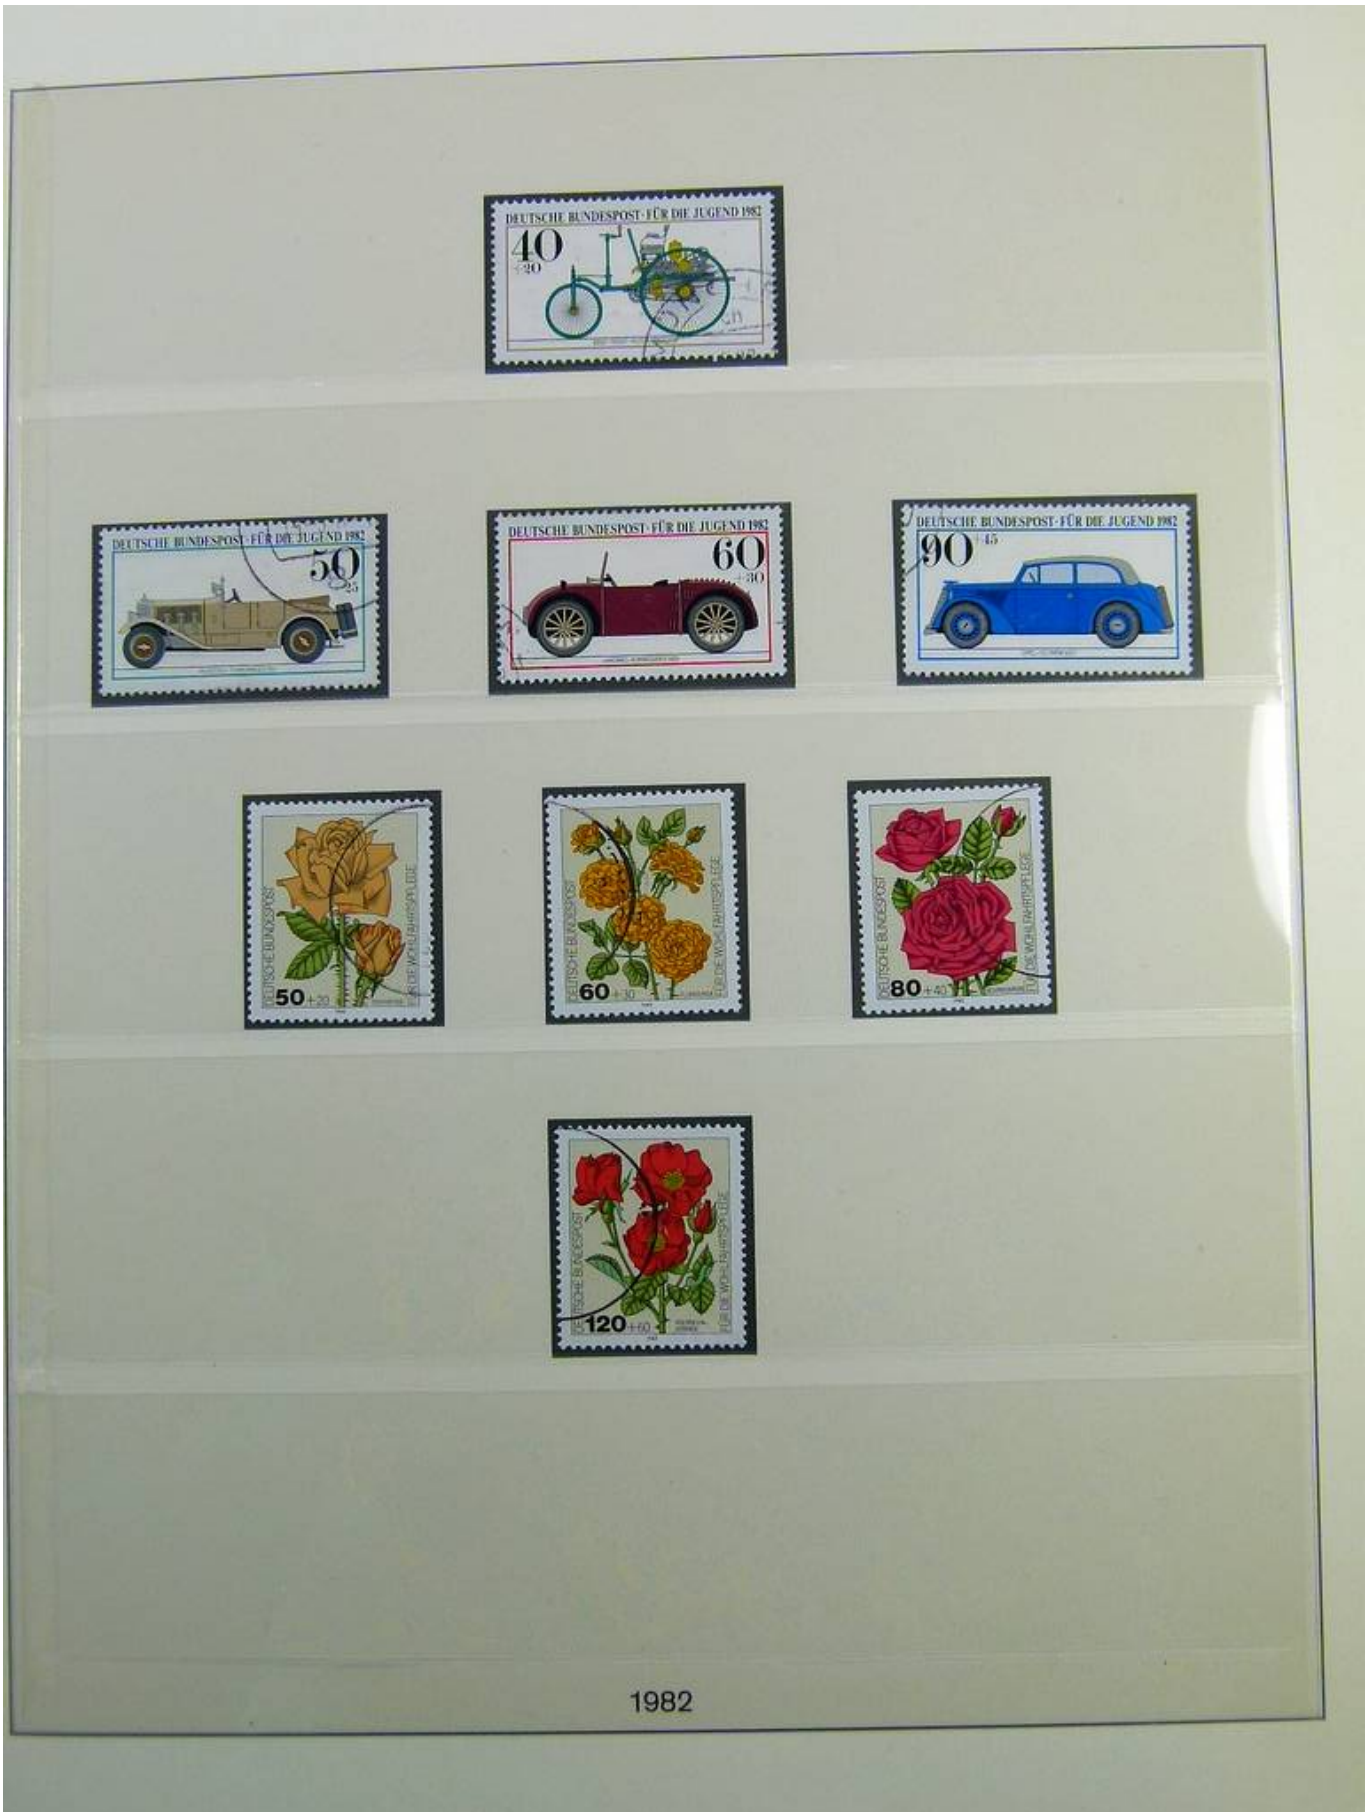 DEUTSCHE BUNDESPOST · FÜR DIE JUGEND 1982
40
+20
DEUTSCHE BUNDESPOST · FÜR DIE JUGEND 1982
50
+25
DEUTSCHE BUNDESPOST · FÜR DIE JUGEND 1982
60
+30
DEUTSCHE BUNDESPOST · FÜR DIE JUGEND 1982
90 +45
DEUTSCHE BUNDESPOST
FÜR DIE WOHLFAHRTSPFLEGE
50 +20
DEUTSCHE BUNDESPOST
FÜR DIE WOHLFAHRTSPFLEGE
60 +30
DEUTSCHE BUNDESPOST
FÜR DIE WOHLFAHRTSPFLEGE
80 +40
DEUTSCHE BUNDESPOST
FÜR DIE WOHLFAHRTSPFLEGE
120 +60
1982